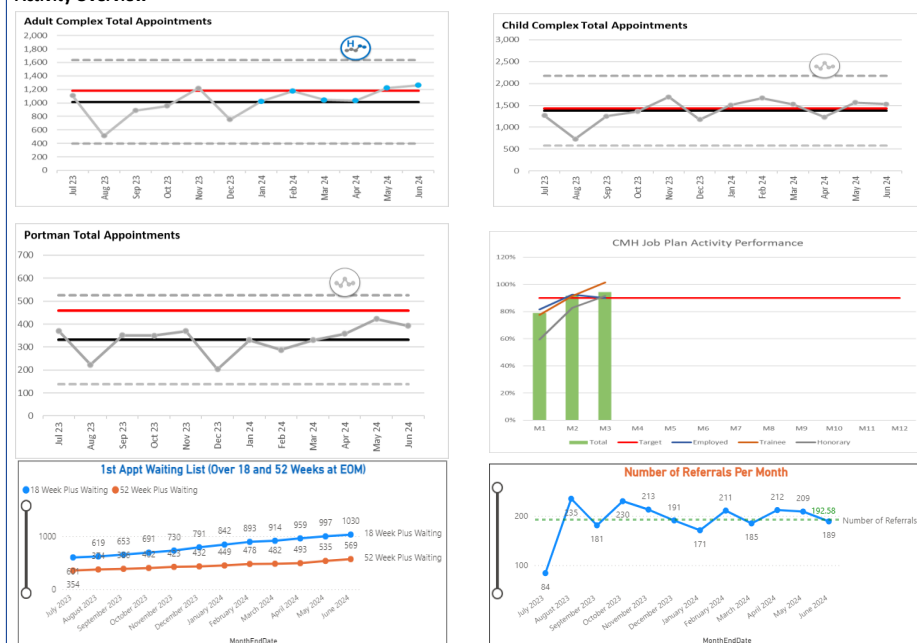 Adult Complex Total Appointments
2,000
1,800
1,600
1,400
1,200
1,000
800
600
400
200
0
H
Jul 23
Aug 23
Sep 23
Oct 23
Nov 23
Dec 23
Jan 24
Feb 24
Mar 24
Apr 24
May 24
Jun 24
Child Complex Total Appointments
3,000
2,500
2,000
1,500
1,000
500
0
Jul 23
Aug 23
Sep 23
Oct 23
Nov 23
Dec 23
Jan 24
Feb 24
Mar 24
Apr 24
May 24
Jun 24
Portman Total Appointments
700
600
500
400
300
200
100
0
Jul 23
Aug 23
Sep 23
Oct 23
Nov 23
Dec 23
Jan 24
Feb 24
Mar 24
Apr 24
May 24
Jun 24
CMH Job Plan Activity Performance
120%
100%
80%
60%
40%
20%
0%
M1 M2 M3 M4 M5 M6 M7 M8 M9 M10 M11 M12
Total Target Employed Trainee Honorary
1st Appt Waiting List (Over 18 and 52 Weeks at EOM)
18 Week Plus Waiting 52 Week Plus Waiting
1000
0
619 653 691 730 791 842 893 914 959 997 1030
18 Week Plus Waiting
432 449 478 482 493 535 569
52 Week Plus Waiting
354
July 2023
August 2023
September 2023
October 2023
November 2023
December 2023
January 2024
February 2024
March 2024
April 2024
May 2024
June 2024
MonthEndDate
Number of Referrals Per Month
200
100
84
235
181
230
213
191
171
211
185
212
209
192.58
189
Number of Referrals
July 2023
August 2023
September 2023
October 2023
November 2023
December 2023
January 2024
February 2024
March 2024
April 2024
May 2024
June 2024
MonthEndDate